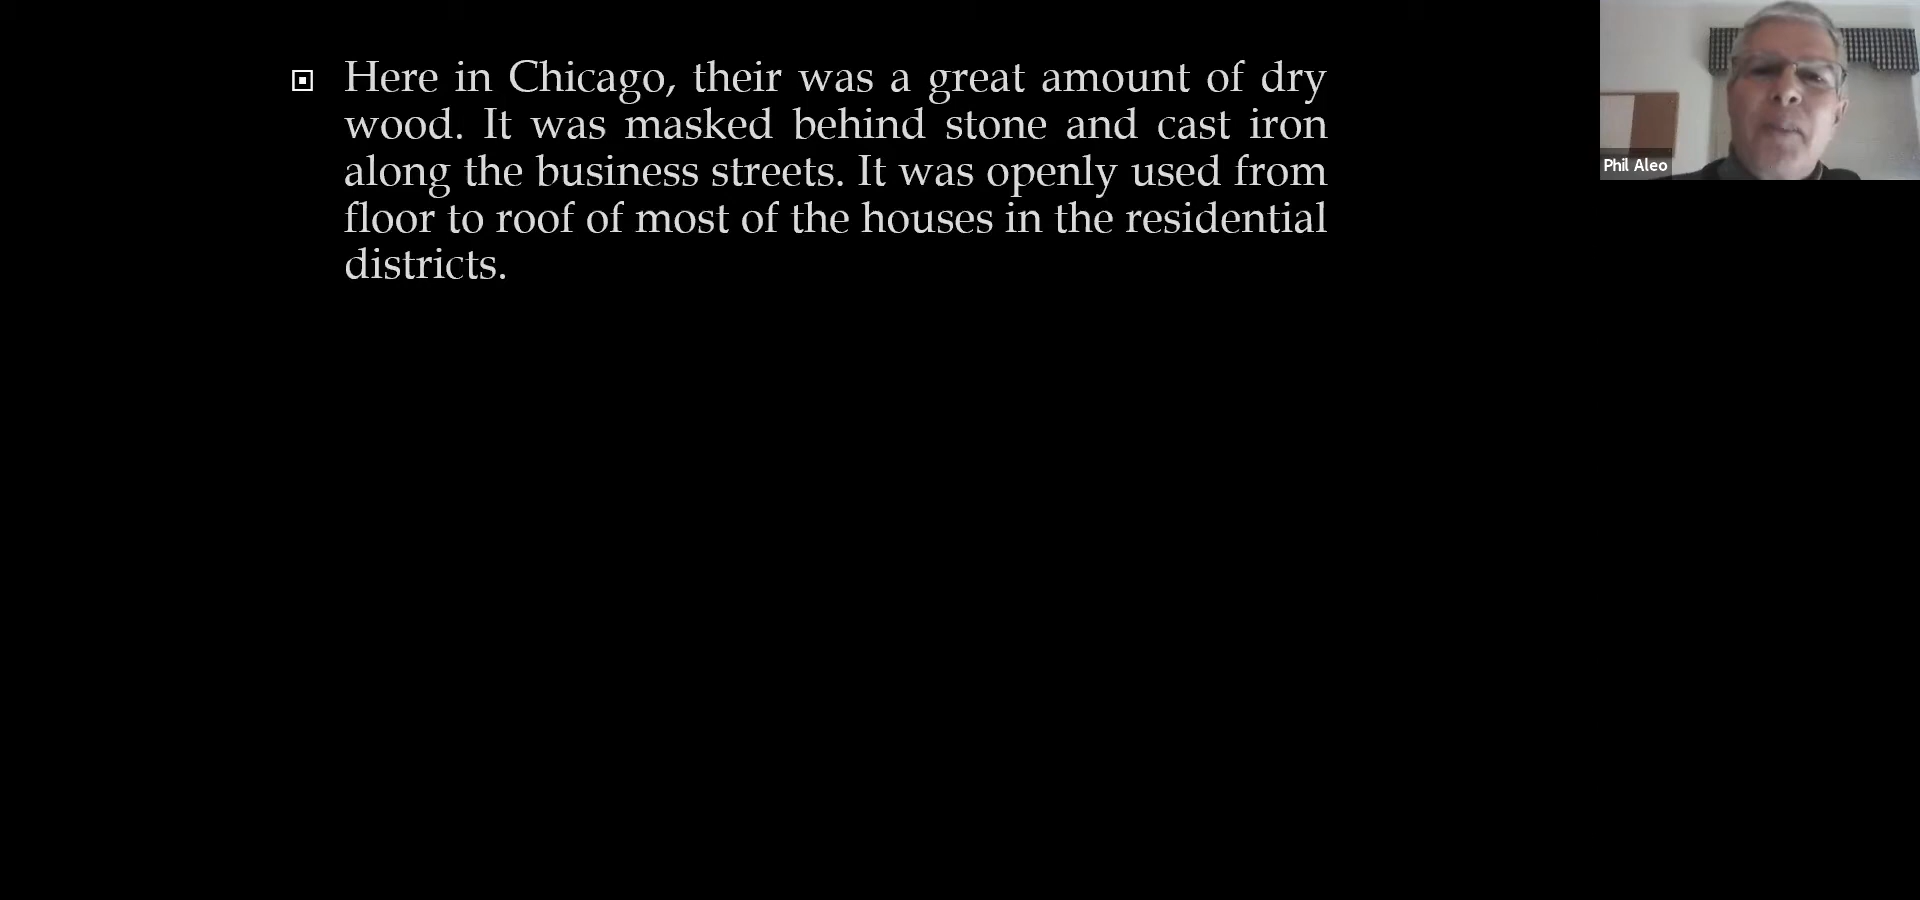 Here in Chicago, their was a great amount of dry
wood. It was masked behind stone and cast iron
along the business streets. It was openly used from
floor to roof of most of the houses in the residential
districts.
Phil Aleo